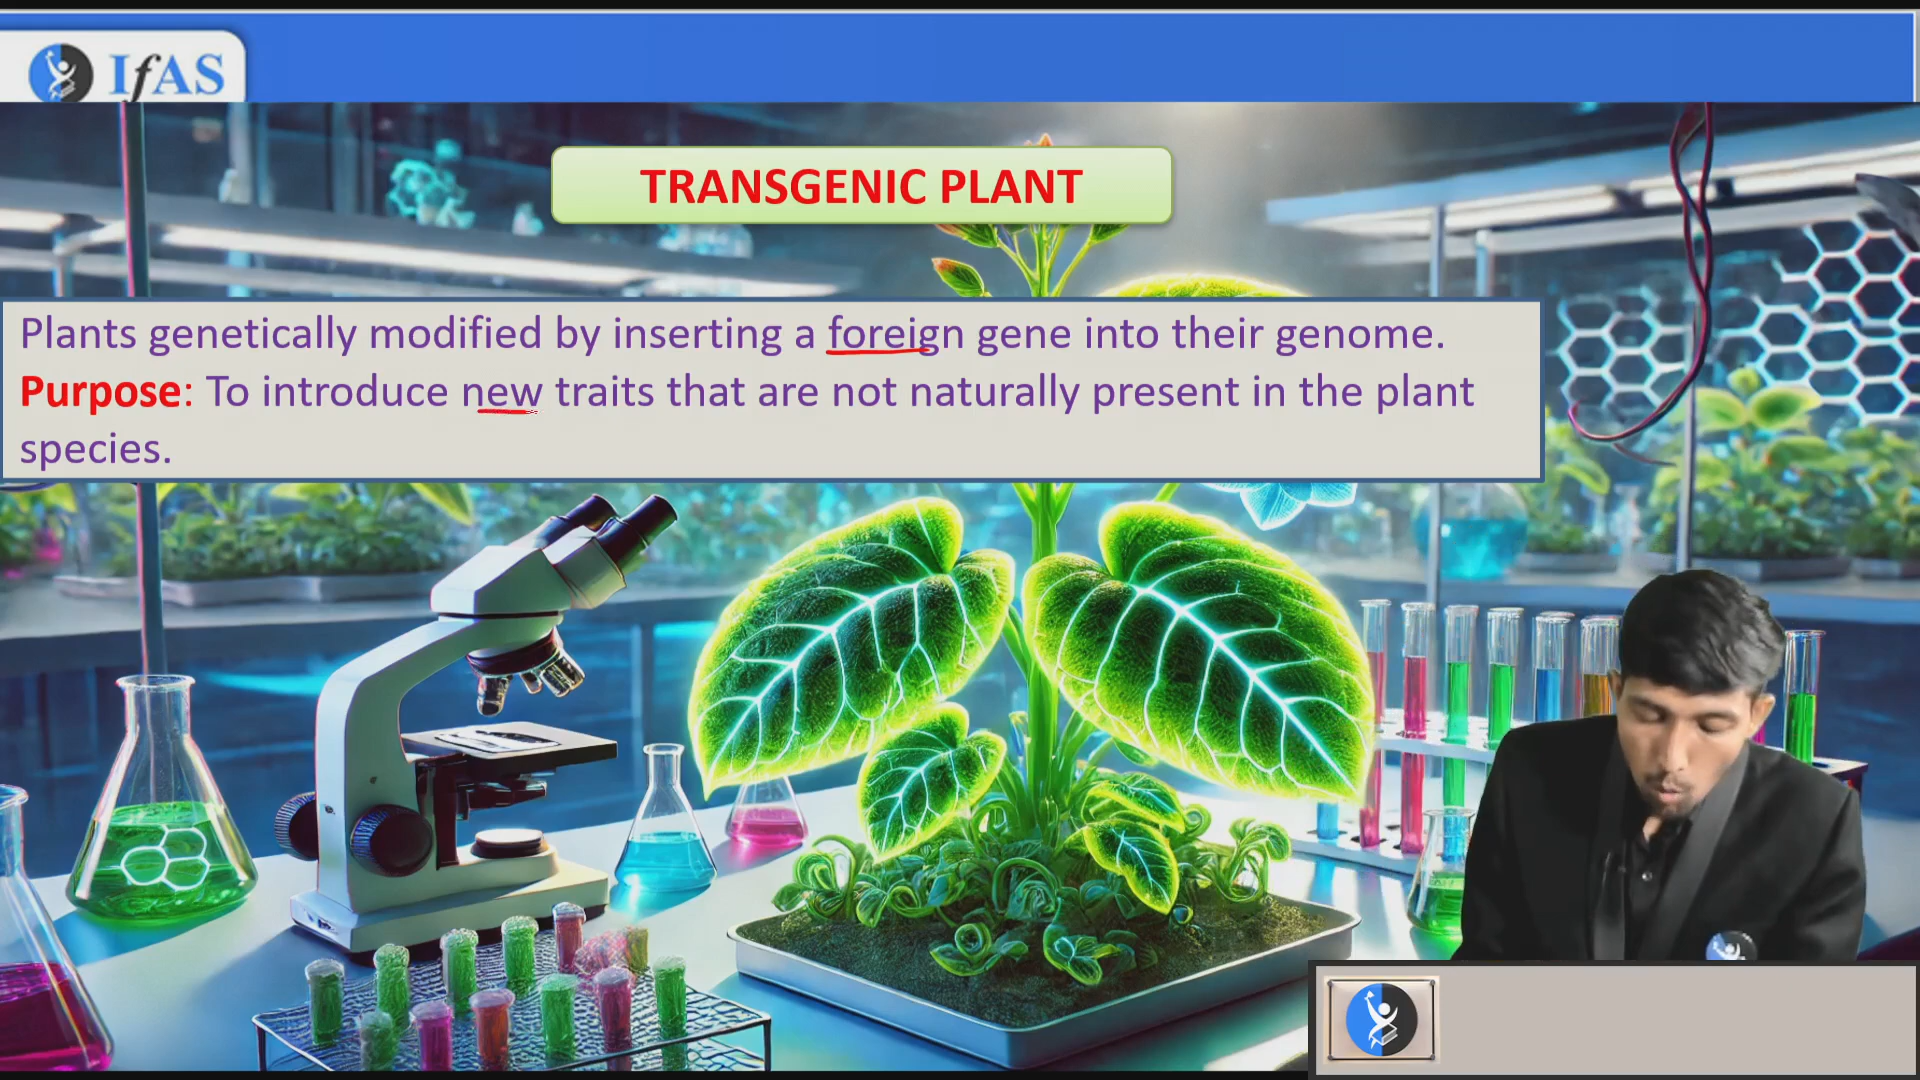 IfAS
TRANSGENIC PLANT
Plants genetically modified by inserting a foreign gene into their genome.
Purpose: To introduce new traits that are not naturally present in the plant
species.